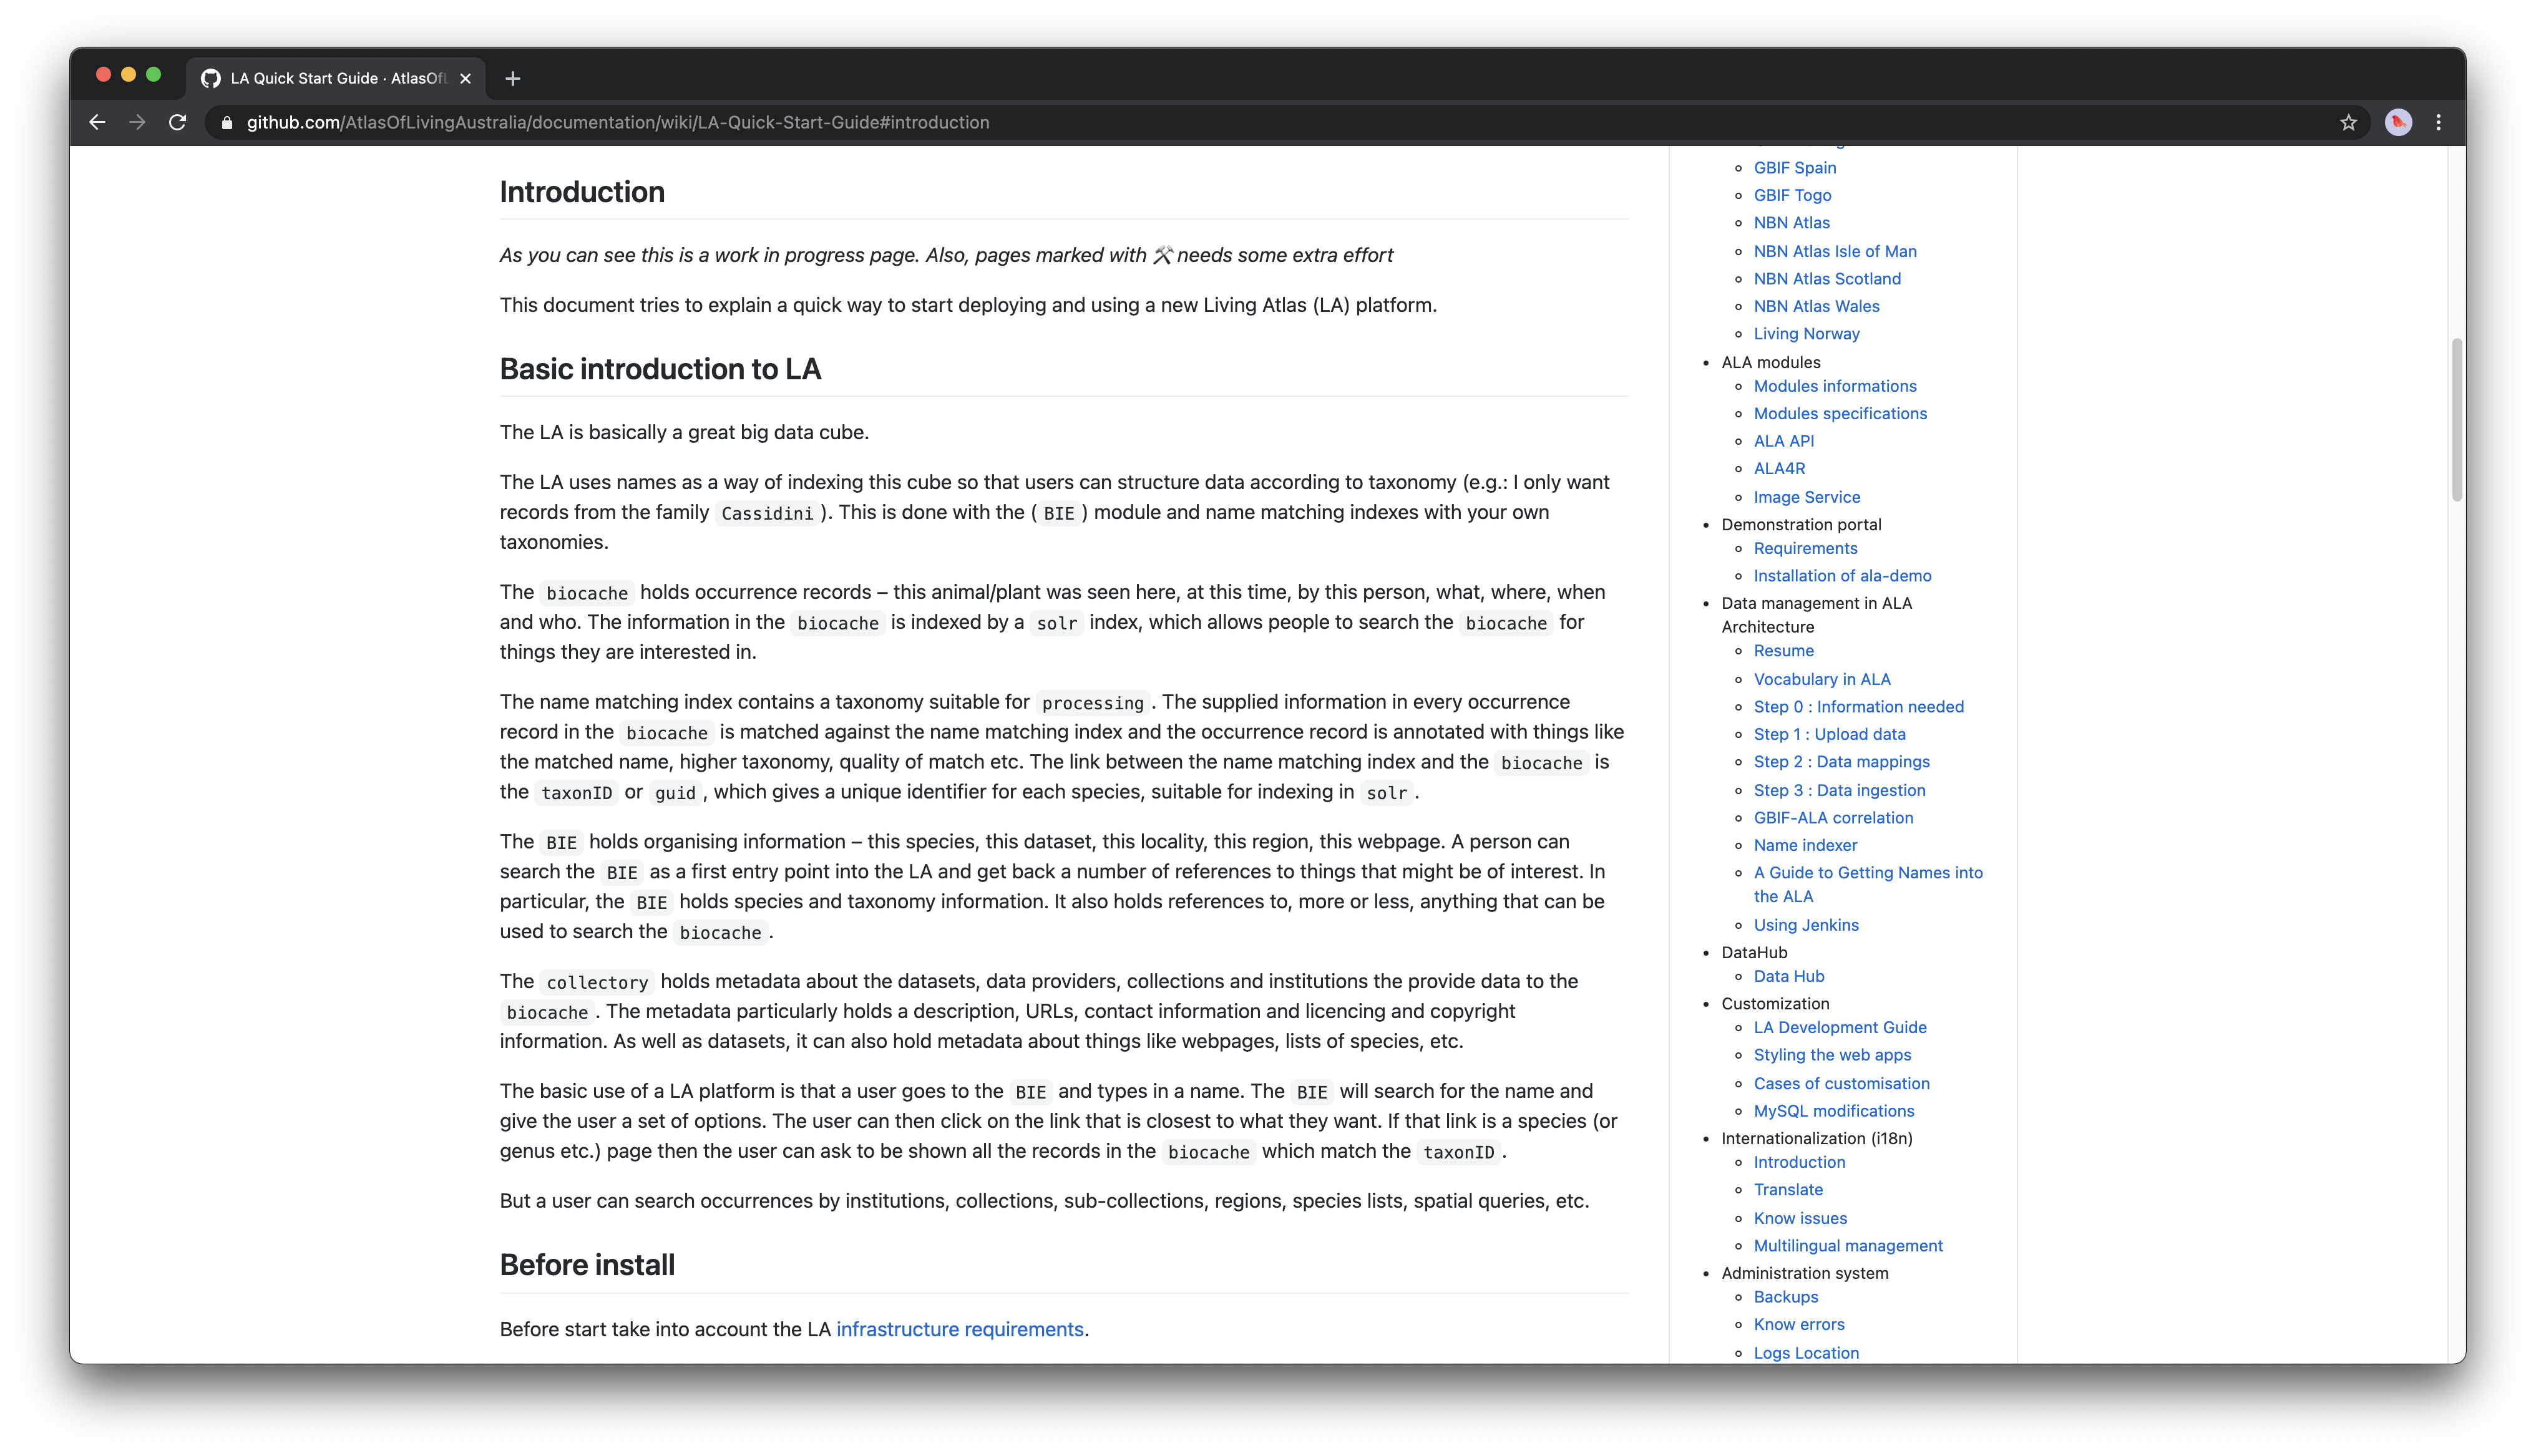 LA Quick Start Guide · AtlasOfL
github.com/AtlasOfLivingAustralia/documentation/wiki/LA-Quick-Start-Guide#introduction
Introduction
As you can see this is a work in progress page. Also, pages marked with ⚒ needs some extra effort
This document tries to explain a quick way to start deploying and using a new Living Atlas (LA) platform.
Basic introduction to LA
The LA is basically a great big data cube.
The LA uses names as a way of indexing this cube so that users can structure data according to taxonomy (e.g.: I only want
records from the family Cassidini ). This is done with the ( BIE ) module and name matching indexes with your own
taxonomies.
The biocache holds occurrence records – this animal/plant was seen here, at this time, by this person, what, where, when
and who. The information in the biocache is indexed by a solr index, which allows people to search the biocache for
things they are interested in.
The name matching index contains a taxonomy suitable for processing . The supplied information in every occurrence
record in the biocache is matched against the name matching index and the occurrence record is annotated with things like
the matched name, higher taxonomy, quality of match etc. The link between the name matching index and the biocache is
the taxonID or guid , which gives a unique identifier for each species, suitable for indexing in solr .
The BIE holds organising information – this species, this dataset, this locality, this region, this webpage. A person can
search the BIE as a first entry point into the LA and get back a number of references to things that might be of interest. In
particular, the BIE holds species and taxonomy information. It also holds references to, more or less, anything that can be
used to search the biocache .
The collectory holds metadata about the datasets, data providers, collections and institutions the provide data to the
biocache . The metadata particularly holds a description, URLs, contact information and licencing and copyright
information. As well as datasets, it can also hold metadata about things like webpages, lists of species, etc.
The basic use of a LA platform is that a user goes to the BIE and types in a name. The BIE will search for the name and
give the user a set of options. The user can then click on the link that is closest to what they want. If that link is a species (or
genus etc.) page then the user can ask to be shown all the records in the biocache which match the taxonID .
But a user can search occurrences by institutions, collections, sub-collections, regions, species lists, spatial queries, etc.
Before install
Before start take into account the LA infrastructure requirements.
GBIF Spain
GBIF Togo
NBN Atlas
NBN Atlas Isle of Man
NBN Atlas Scotland
NBN Atlas Wales
Living Norway
ALA modules
Modules informations
Modules specifications
ALA API
ALA4R
Image Service
Demonstration portal
Requirements
Installation of ala-demo
Data management in ALA
Architecture
Resume
Vocabulary in ALA
Step 0 : Information needed
Step 1 : Upload data
Step 2 : Data mappings
Step 3 : Data ingestion
GBIF-ALA correlation
Name indexer
A Guide to Getting Names into
the ALA
Using Jenkins
DataHub
Data Hub
Customization
LA Development Guide
Styling the web apps
Cases of customisation
MySQL modifications
Internationalization (i18n)
Introduction
Translate
Know issues
Multilingual management
Administration system
Backups
Know errors
Logs Location